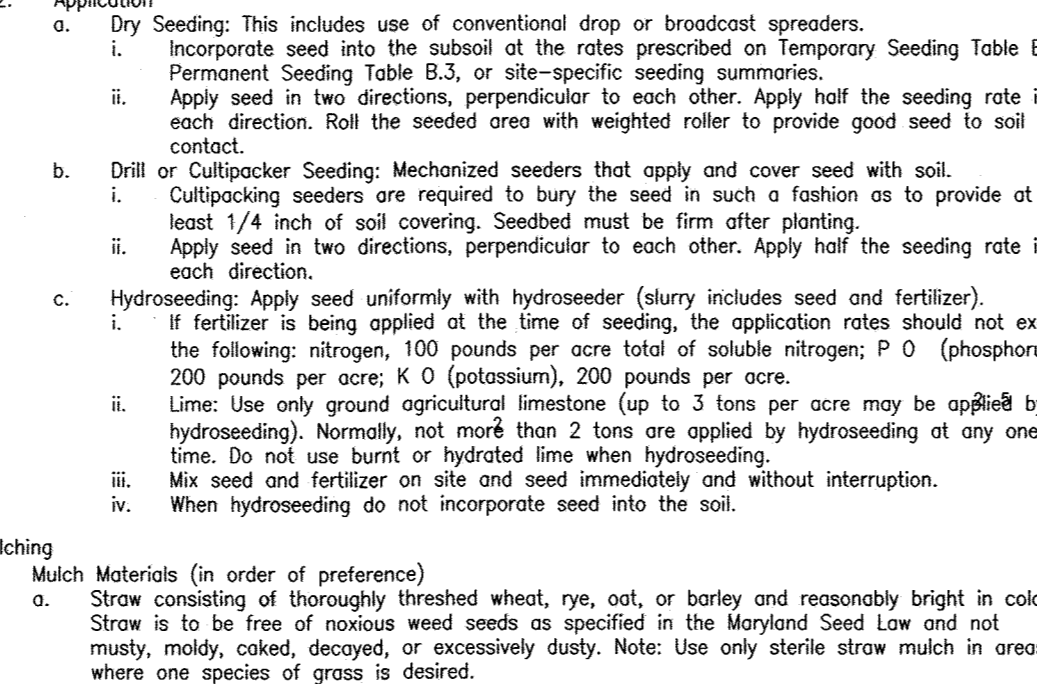 2. Application
a. Dry Seeding: This includes use of conventional drop or broadcast spreaders.
i. Incorporate seed into the subsoil at the rates prescribed on Temporary Seeding Table
Permanent Seeding Table B.3, or site-specific seeding summaries.
ii. Apply seed in two directions, perpendicular to each other. Apply half the seeding rate
each direction. Roll the seeded area with weighted roller to provide good seed to soil
contact.
b. Drill or Cultipacker Seeding: Mechanized seeders that apply and cover seed with soil.
i. Cultipacking seeders are required to bury the seed in such a fashion as to provide at
least 1/4 inch of soil covering. Seedbed must be firm after planting.
ii. Apply seed in two directions, perpendicular to each other. Apply half the seeding rate
each direction.
c. Hydroseeding: Apply seed uniformly with hydroseeder (slurry includes seed and fertilizer).
i. If fertilizer is being applied at the time of seeding, the application rates should not ex
the following: nitrogen, 100 pounds per acre total of soluble nitrogen; P O (phosphor
200 pounds per acre; K O (potassium), 200 pounds per acre.
ii. Lime: Use only ground agricultural limestone (up to 3 tons per acre may be applied b
2 5
hydroseeding). Normally, not more than 2 tons are applied by hydroseeding at any one
2
time. Do not use burnt or hydrated lime when hydroseeding.
iii. Mix seed and fertilizer on site and seed immediately and without interruption.
iv. When hydroseeding do not incorporate seed into the soil.
lching
Mulch Materials (in order of preference)
a. Straw consisting of thoroughly threshed wheat, rye, oat, or barley and reasonably bright in colo
Straw is to be free of noxious weed seeds as specified in the Maryland Seed Law and not
musty, moldy, caked, decayed, or excessively dusty. Note: Use only sterile straw mulch in area
where one species of grass is desired.